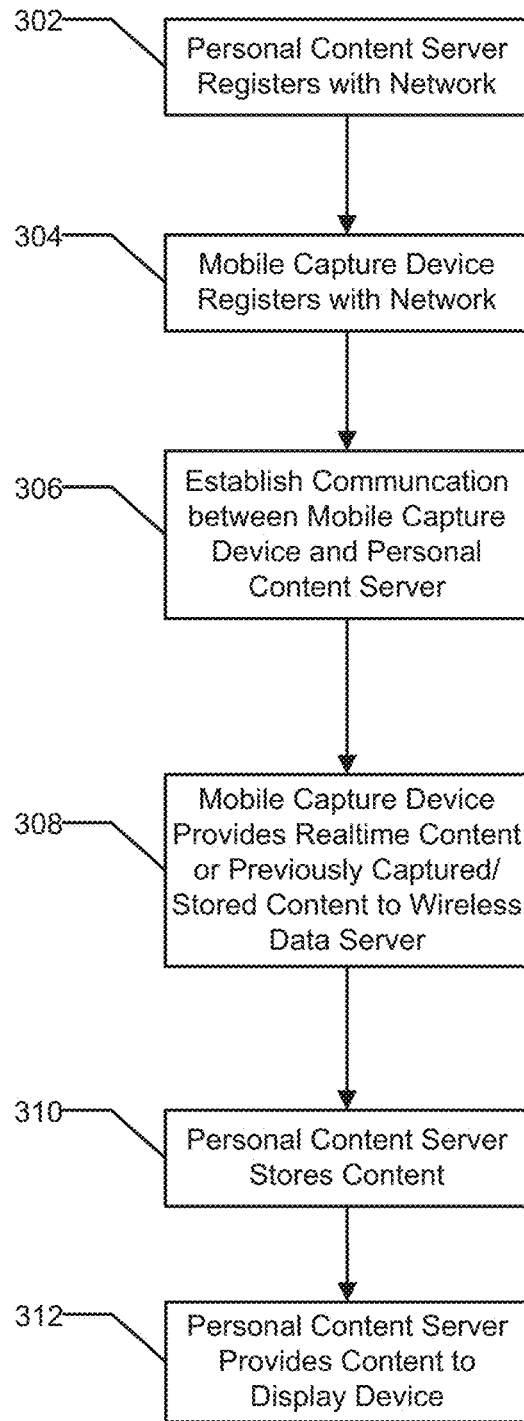 302
Personal Content Server
Registers with Network
304
Mobile Capture Device
Registers with Network
306
Establish Communcation
between Mobile Capture
Device and Personal
Content Server
308
Mobile Capture Device
Provides Realtime Content
or Previously Captured/
Stored Content to Wireless
Data Server
310
Personal Content Server
Stores Content
312
Personal Content Server
Provides Content to
Display Device